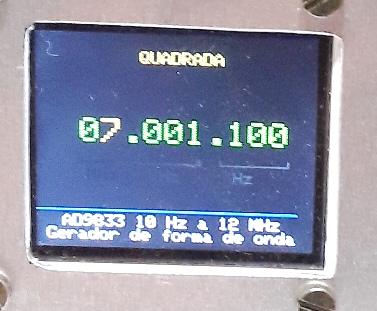 QUADRADA
07.001.100
Hz
AD9833 10 Hz a 12 MHz
Gerador de forma de onda